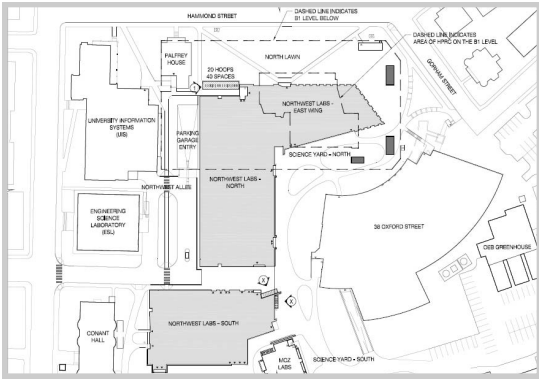 HAMMOND STREET
DASHED LINE INDICATES
B1 LEVEL BELOW
DASHED LINE INDICATES
AREA OF HPRC ON THE B1 LEVEL
PALFREY
HOUSE
NORTH LAWN
GORHAM STREET
20 HOOPS
40 SPACES
NORTHWEST LABS -
EAST WING
UNIVERSITY INFORMATION
SYSTEMS
(UIS)
PARKING
GARAGE
ENTRY
SCIENCE YARD - NORTH
NORTHWEST LABS -
NORTH
NORTHWEST ALLEE
ENGINEERING
SCIENCE
LABORATORY
(ESL)
38 OXFORD STREET
DEB GREENHOUSE
NORTHWEST LABS - SOUTH
CONANT
HALL
MCZ
LABS
SCIENCE YARD - SOUTH